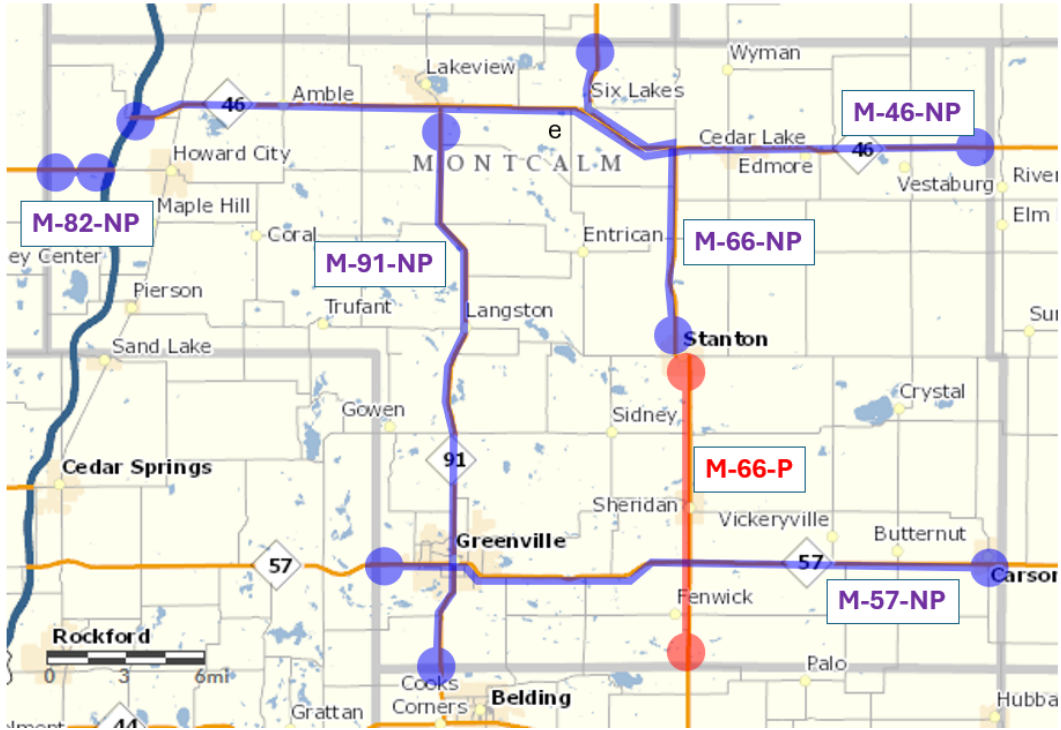 Wyman
Lakeview
Six Lakes
46
Amble
e
Cedar Lake
M-46-NP
46
Edmore
Howard City
MONTCALM
Vestaburg
River
M-82-NP
Maple Hill
Coral
M-91-NP
Entrican
M-66-NP
Elm
ey Center
Pierson
Trufant
Langston
Sun
Sand Lake
Stanton
Crystal
Gowen
Sidney
91
M-66-P
Cedar Springs
Sheridan
Vickeryville
Butternut
Greenville
57
57
Carson
M-57-NP
Fenwick
Rockford
0 3 6mi
Palo
Cooks
Corners
Belding
Grattan
Hubba
lmont
44